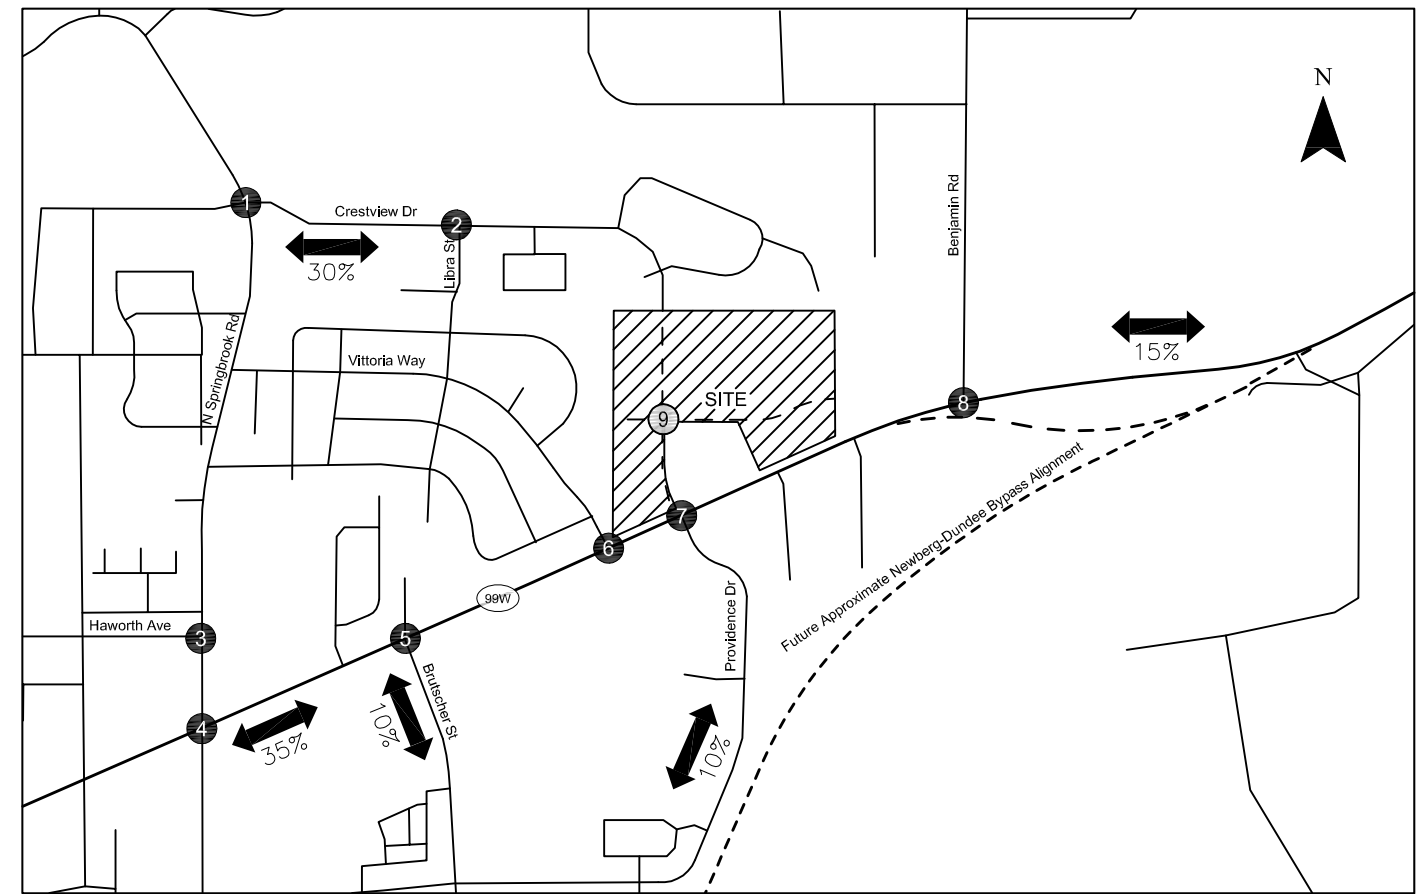 N
1
Crestview Dr
2
Libra St
Benjamin Rd
30%
15%
N Springbrook Rd
Vittoria Way
SITE
9
8
7
6
Future Approximate Newberg-Dundee Bypass Alignment
99W
Providence Dr
Haworth Ave
3
5
Brutscher St
4
35%
10%
10%